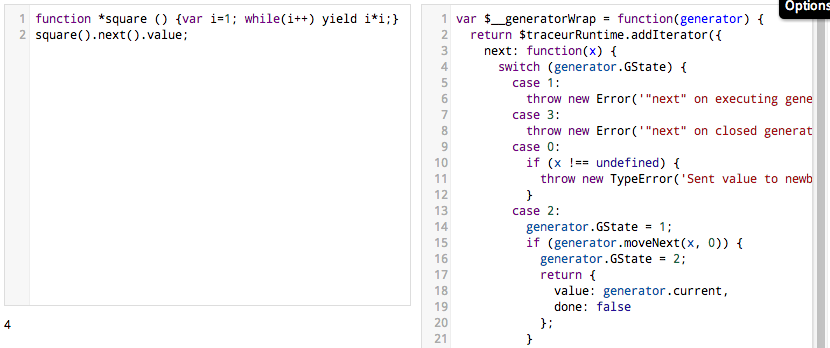 Options
1 function *square () {var i=1; while(i++) yield i*i;}
2 square().next().value;
4
1 var $__generatorWrap = function(generator) {
2 return $traceurRuntime.addIterator({
3 next: function(x) {
4 switch (generator.GState) {
5 case 1:
6 throw new Error('"next" on executing gene
7 case 3:
8 throw new Error('"next" on closed generat
9 case 0:
10 if (x !== undefined) {
11 throw new TypeError('Sent value to newb
12 }
13 case 2:
14 generator.GState = 1;
15 if (generator.moveNext(x, 0)) {
16 generator.GState = 2;
17 return {
18 value: generator.current,
19 done: false
20 };
21 }